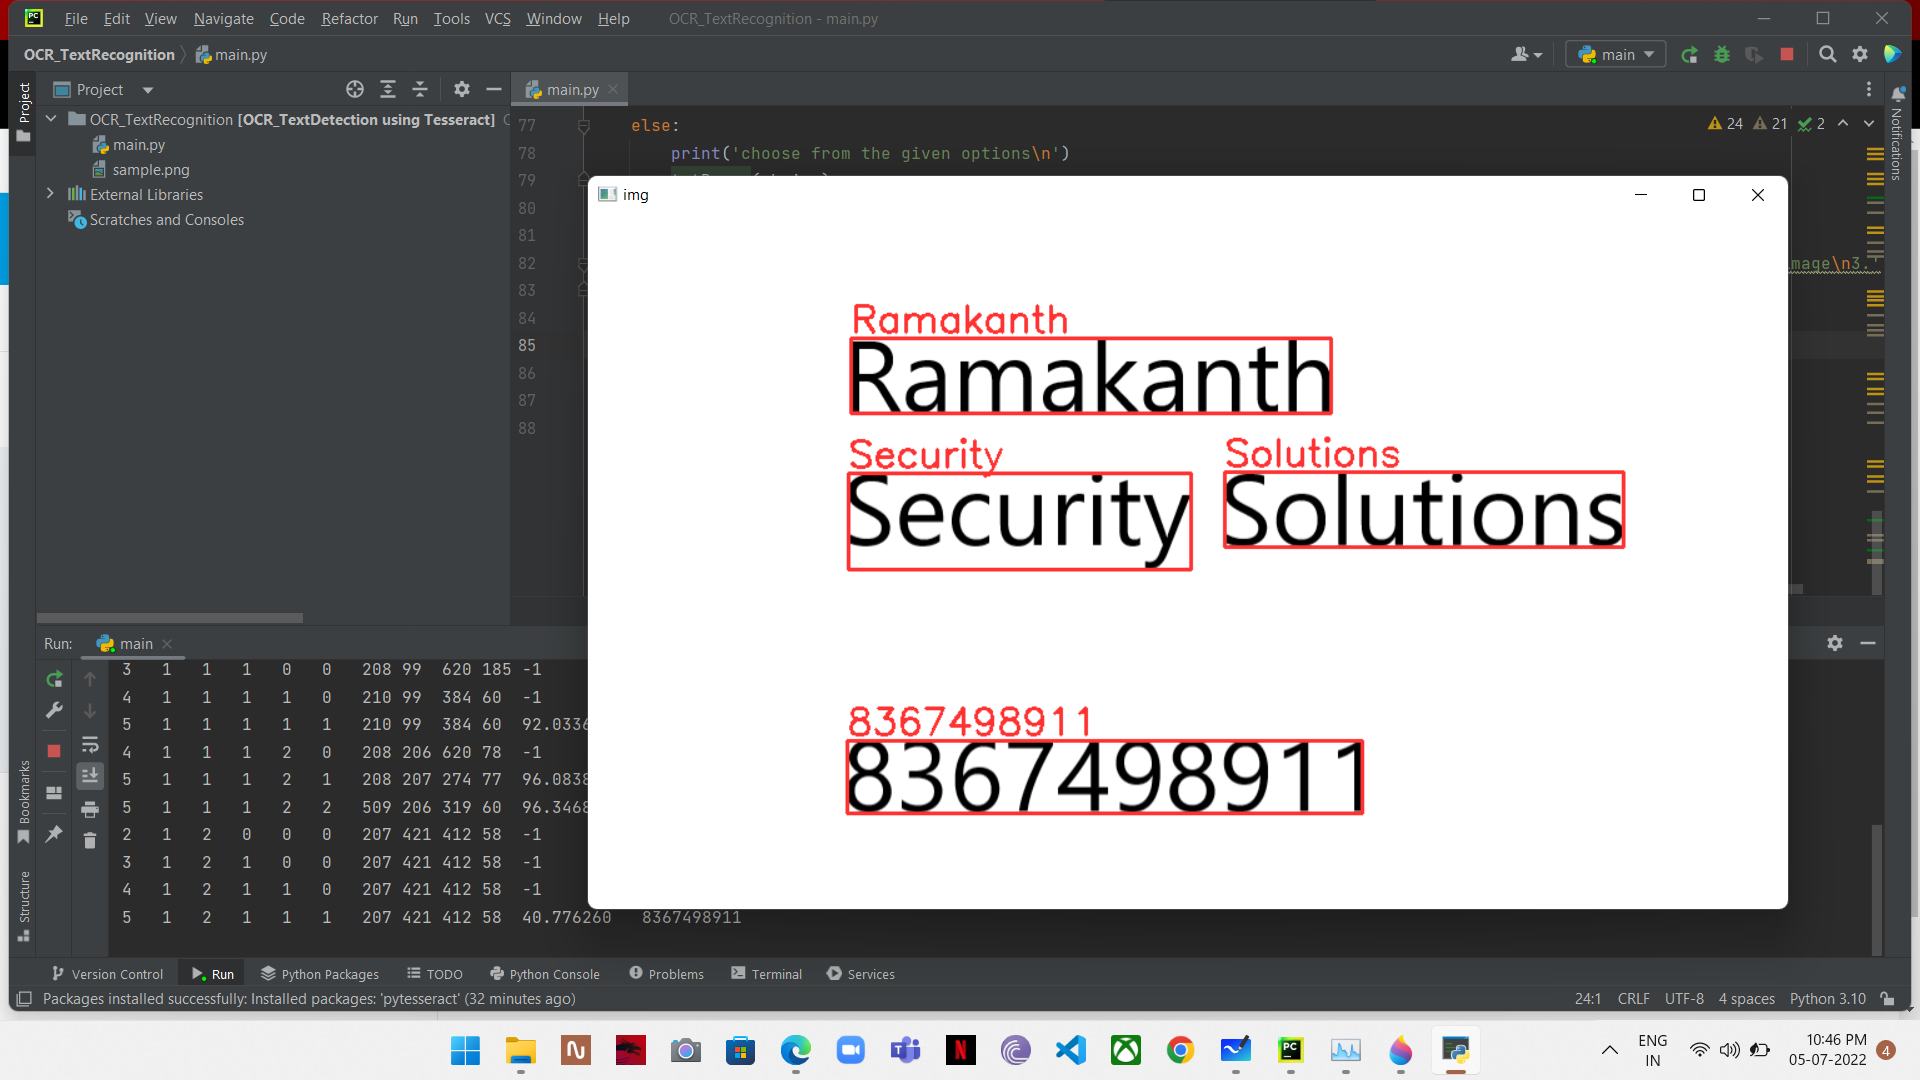 File Edit View Navigate Code Refactor Run Tools VCS Window Help OCR_TextRecognition - main.py
OCR_TextRecognition main.py main
Project Project main.py
OCR_TextRecognition [OCR_TextDetection using Tesseract]
main.py
sample.png
External Libraries
Scratches and Consoles
Notifications
77 else: 24 21 2
78 print('choose from the given options\n')
79
80
81
82 mage\n3.'
83
84
85
86
87
88
img
Ramakanth
Ramakanth
Security Solutions
Security Solutions
8367498911
8367498911
Run: main
3 1 1 1 0 0 208 99 620 185 -1
4 1 1 1 1 0 210 99 384 60 -1
5 1 1 1 1 1 210 99 384 60 92.0336
4 1 1 1 2 0 208 206 620 78 -1
5 1 1 1 2 1 208 207 274 77 96.0838
5 1 1 1 2 2 509 206 319 60 96.3468
2 1 2 0 0 0 207 421 412 58 -1
3 1 2 1 0 0 207 421 412 58 -1
4 1 2 1 1 0 207 421 412 58 -1
5 1 2 1 1 1 207 421 412 58 40.776260 8367498911
Bookmarks
Structure
Version Control Run Python Packages TODO Python Console Problems Terminal Services
Packages installed successfully: Installed packages: 'pytesseract' (32 minutes ago) 24:1 CRLF UTF-8 4 spaces Python 3.10
ENG 10:46 PM
IN 05-07-2022 4